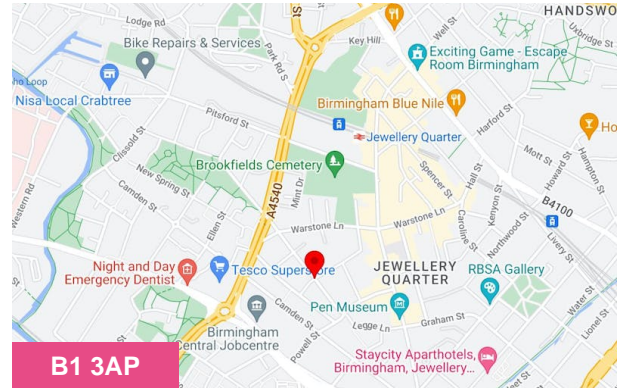 HANDSWO
Lodge Rd
Well St
Uxbridge St
A4540
Key Hill
Bike Repairs & Services
Park Rd S
Exciting Game - Escape
Room Birmingham
ho Loop
Nisa Local Crabtree
Birmingham Blue Nile
Pitsford St
Harford St
Ho
Jewellery Quarter
Clissold St
Mott St
Howard St
Hampton St
Western Rd
Brookfields Cemetery
Spencer St
Hall St
New Spring St
Camden St
Mint Dr
A4540
Kenyon St
B4100
Ellen St
Warstone Ln
Warstone Ln
Caroline St
Northwood St
Livery St
Night and Day
Emergency Dentist
Tesco Superstore
JEWELLERY
QUARTER
RBSA Gallery
Water St
Camden St
Pen Museum
Birmingham
Central Jobcentre
Powell St
Legge Ln
Graham St
Lionel St
Staycity Aparthotels,
Birmingham, Jewellery...
B1 3AP